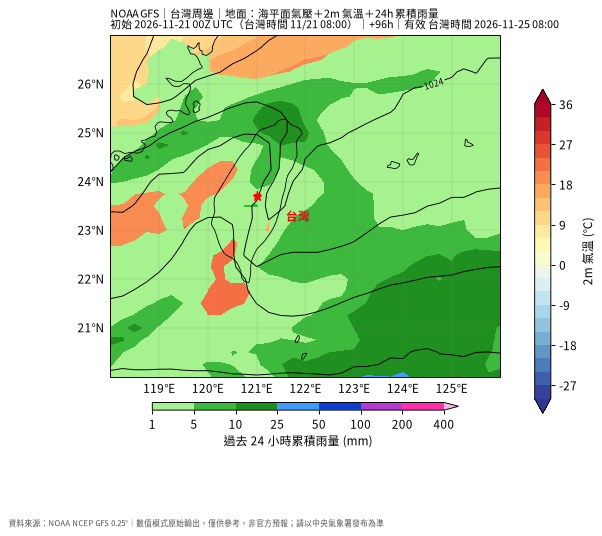 NOAA GFS｜台灣周邊｜地面：海平面氣壓＋2m 氣溫＋24h 累積雨量
初始 2026-11-21 00Z UTC（台灣時間 11/21 08:00）｜+96h｜有效 台灣時間 2026-11-25 08:00
26°N
25°N
24°N
23°N
22°N
21°N
1024
台灣
119°E 120°E 121°E 122°E 123°E 124°E 125°E
36
27
18
9
0
-9
-18
-27
2m 氣溫 (°C)
1 5 10 25 50 100 200 400
過去 24 小時累積雨量 (mm)
資料來源：NOAA NCEP GFS 0.25°｜數值模式原始輸出，僅供參考，非官方預報；請以中央氣象署發布為準